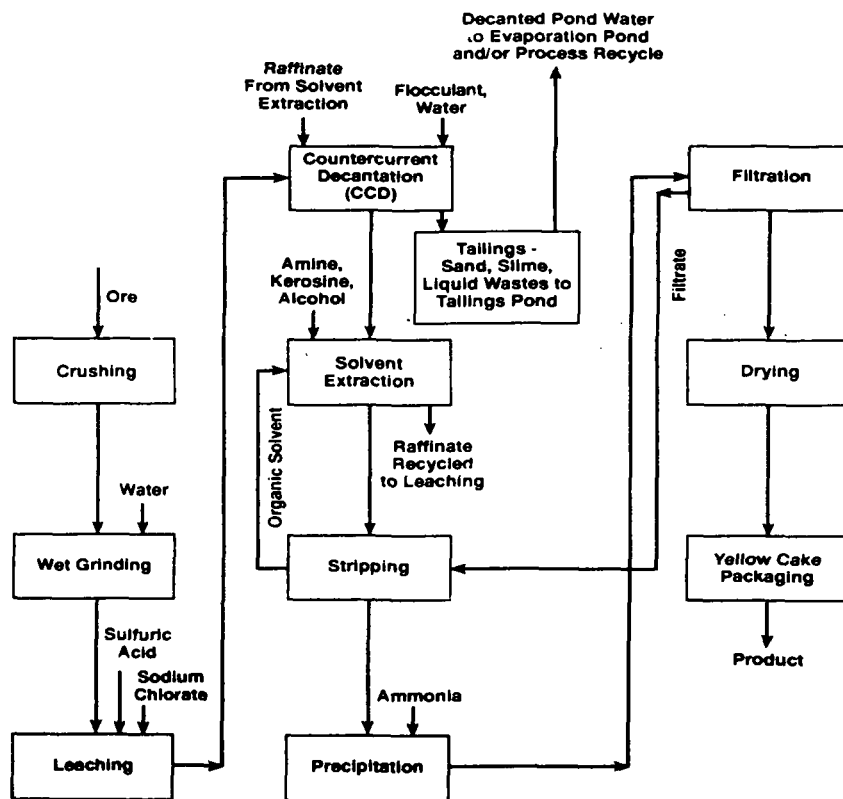 Decanted Pond Water
to Evaporation Pond
and/or Process Recycle
Raffinate
From Solvent
Extraction
Flocculant,
Water
Countercurrent
Decantation
(CCD)
Filtration
Tailings -
Sand, Slime,
Liquid Wastes to
Tailings Pond
Filtrate
Amine,
Kerosine,
Alcohol
Ore
Crushing
Solvent
Extraction
Drying
Organic Solvent
Raffinate
Recycled
to Leaching
Water
Wet Grinding
Stripping
Yellow Cake
Packaging
Sulfuric
Acid
Sodium
Chlorate
Product
Ammonia
Leaching
Precipitation